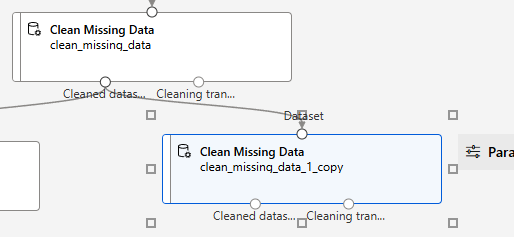 Clean Missing Data
clean_missing_data
Cleaned datas...
Cleaning tran...
Dataset
Clean Missing Data
clean_missing_data_1_copy
Para
Cleaned datas...
Cleaning tran...